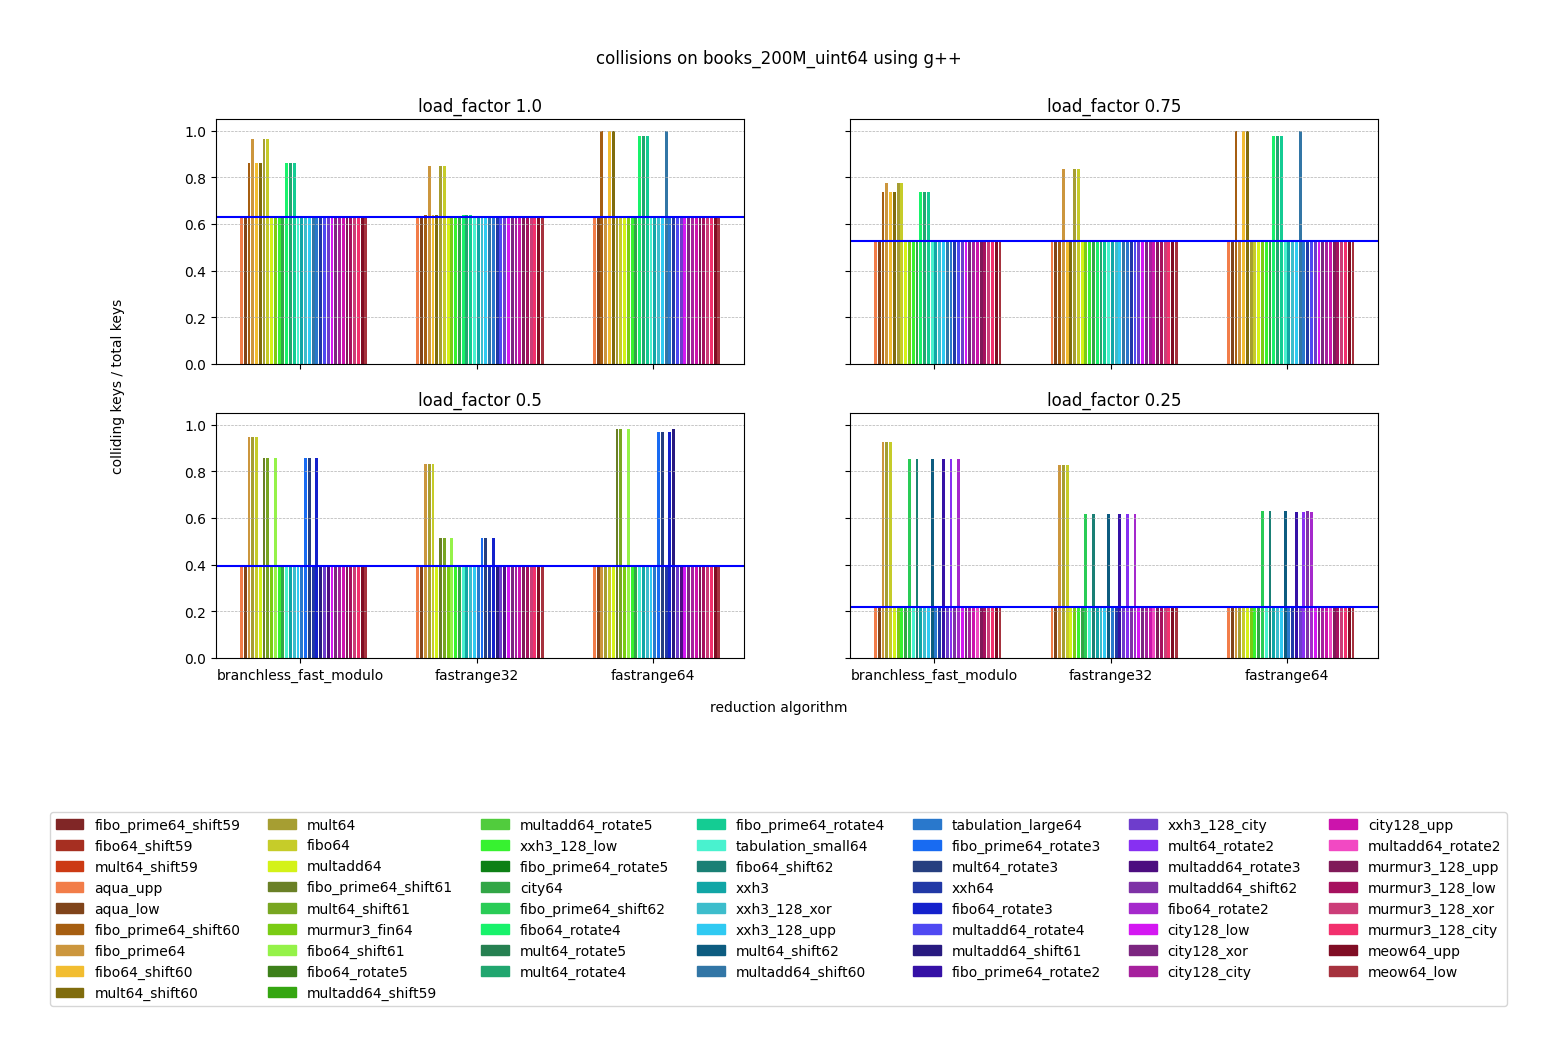 collisions on books_200M_uint64 using g++
load_factor 1.0
load_factor 0.75
1.0
0.8
0.6
0.4
0.2
0.0
colliding keys / total keys
load_factor 0.5
load_factor 0.25
1.0
0.8
0.6
0.4
0.2
0.0
branchless_fast_modulo fastrange32 fastrange64
branchless_fast_modulo fastrange32 fastrange64
reduction algorithm
fibo_prime64_shift59
fibo64_shift59
mult64_shift59
aqua_upp
aqua_low
fibo_prime64_shift60
fibo_prime64
fibo64_shift60
mult64_shift60
mult64
fibo64
multadd64
fibo_prime64_shift61
mult64_shift61
murmur3_fin64
fibo64_shift61
fibo64_rotate5
multadd64_shift59
multadd64_rotate5
xxh3_128_low
fibo_prime64_rotate5
city64
fibo_prime64_shift62
fibo64_rotate4
mult64_rotate5
mult64_rotate4
fibo_prime64_rotate4
tabulation_small64
fibo64_shift62
xxh3
xxh3_128_xor
xxh3_128_upp
mult64_shift62
multadd64_shift60
tabulation_large64
fibo_prime64_rotate3
mult64_rotate3
xxh64
fibo64_rotate3
multadd64_rotate4
multadd64_shift61
fibo_prime64_rotate2
xxh3_128_city
mult64_rotate2
multadd64_rotate3
multadd64_shift62
fibo64_rotate2
city128_low
city128_xor
city128_city
city128_upp
multadd64_rotate2
murmur3_128_upp
murmur3_128_low
murmur3_128_xor
murmur3_128_city
meow64_upp
meow64_low